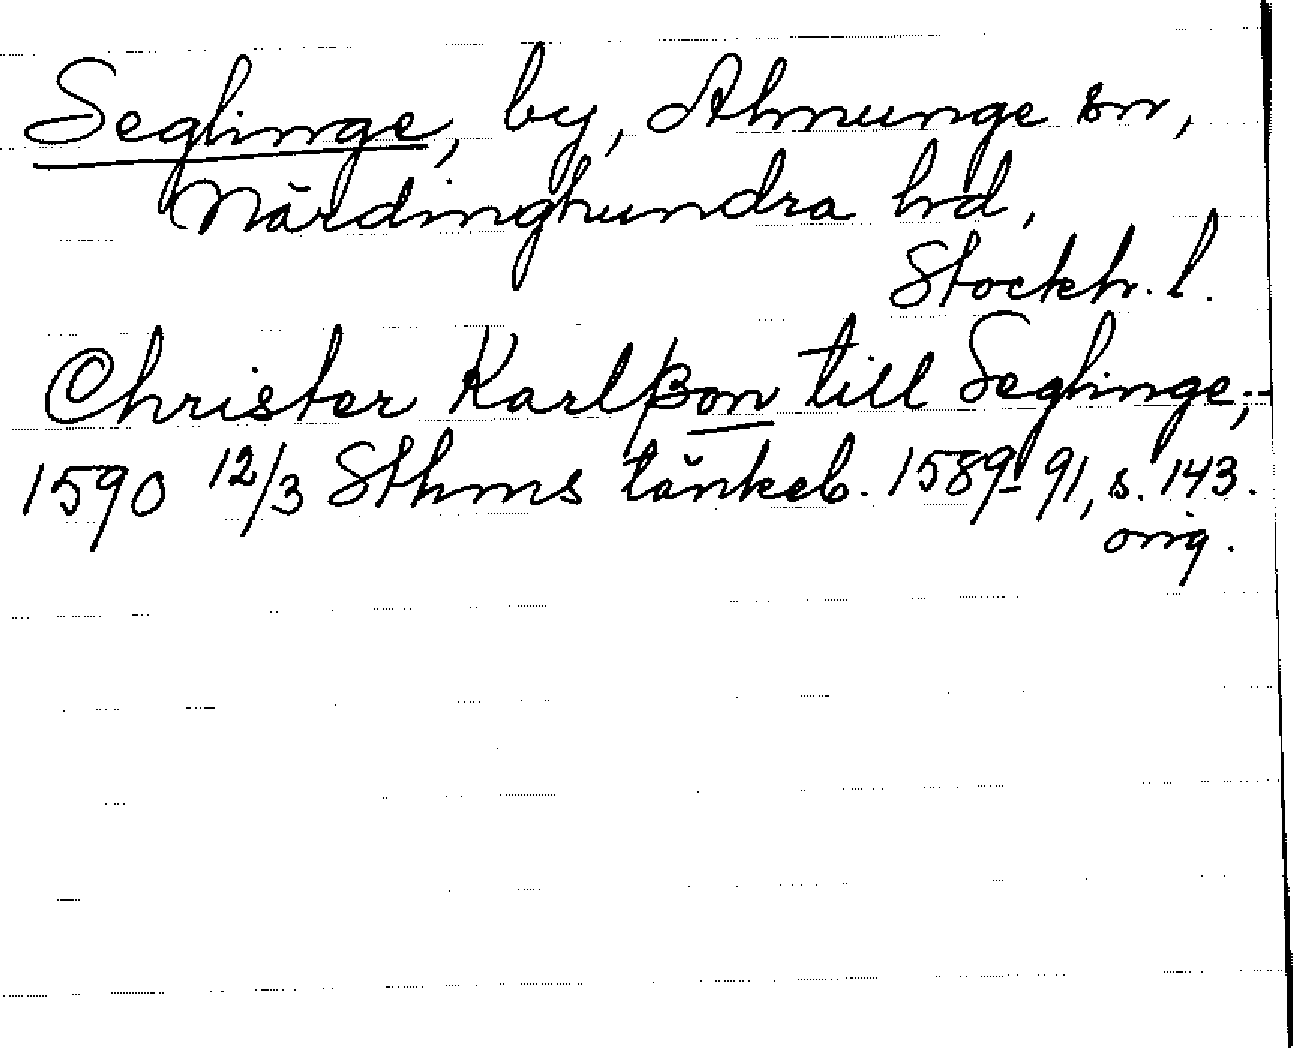 Seglinge, by, Almunge sn,
Närdinghundra hd,
Stockh. l.
Christer Karlßon till Seglinge;-
1590 12/3 Sthms tänkeb. 1589-91, s. 143.
orig.